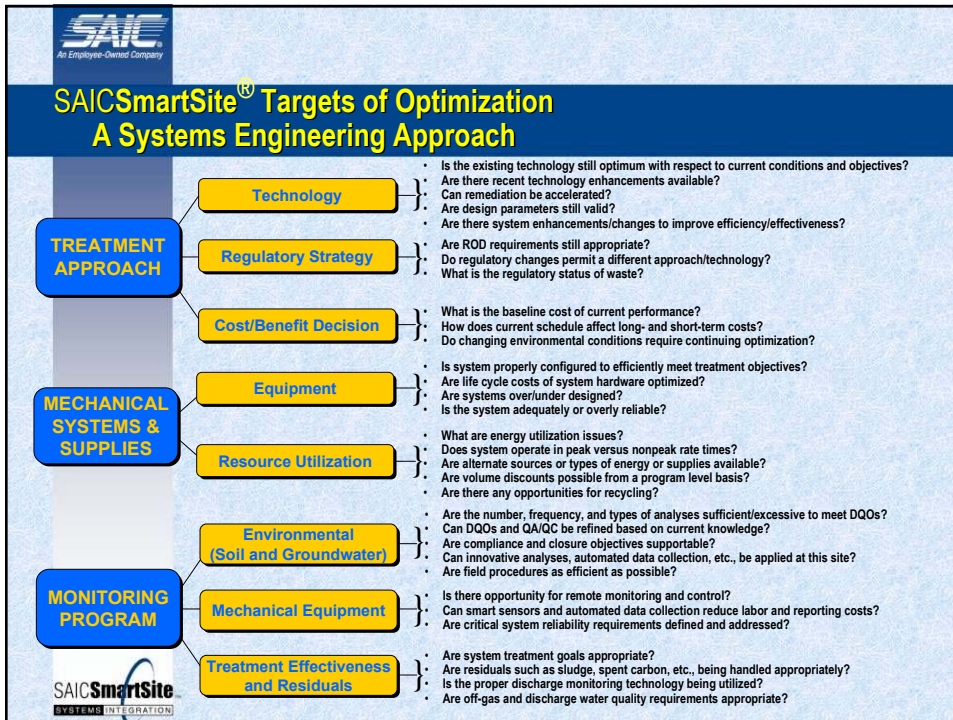 SAIC
An Employee-Owned Company
SAICSmartSite® Targets of Optimization
A Systems Engineering Approach
TREATMENT
APPROACH
Technology
• Is the existing technology still optimum with respect to current conditions and objectives?
• Are there recent technology enhancements available?
• Can remediation be accelerated?
• Are design parameters still valid?
• Are there system enhancements/changes to improve efficiency/effectiveness?
Regulatory Strategy
• Are ROD requirements still appropriate?
• Do regulatory changes permit a different approach/technology?
• What is the regulatory status of waste?
Cost/Benefit Decision
• What is the baseline cost of current performance?
• How does current schedule affect long- and short-term costs?
• Do changing environmental conditions require continuing optimization?
MECHANICAL
SYSTEMS &
SUPPLIES
Equipment
• Is system properly configured to efficiently meet treatment objectives?
• Are life cycle costs of system hardware optimized?
• Are systems over/under designed?
• Is the system adequately or overly reliable?
Resource Utilization
• What are energy utilization issues?
• Does system operate in peak versus nonpeak rate times?
• Are alternate sources or types of energy or supplies available?
• Are volume discounts possible from a program level basis?
• Are there any opportunities for recycling?
MONITORING
PROGRAM
Environmental
(Soil and Groundwater)
• Are the number, frequency, and types of analyses sufficient/excessive to meet DQOs?
• Can DQOs and QA/QC be refined based on current knowledge?
• Are compliance and closure objectives supportable?
• Can innovative analyses, automated data collection, etc., be applied at this site?
• Are field procedures as efficient as possible?
Mechanical Equipment
• Is there opportunity for remote monitoring and control?
• Can smart sensors and automated data collection reduce labor and reporting costs?
• Are critical system reliability requirements defined and addressed?
Treatment Effectiveness
and Residuals
• Are system treatment goals appropriate?
• Are residuals such as sludge, spent carbon, etc., being handled appropriately?
• Is the proper discharge monitoring technology being utilized?
• Are off-gas and discharge water quality requirements appropriate?
SAICSmartSite
SYSTEMS INTEGRATION